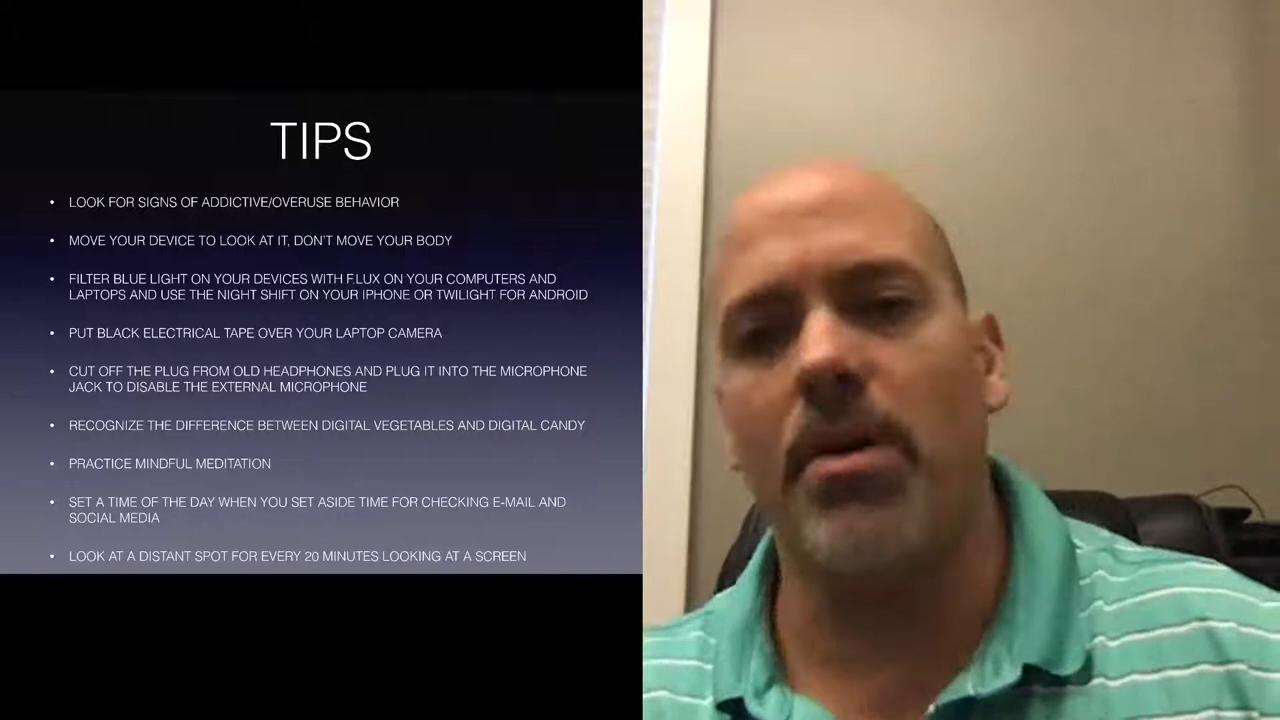 TIPS
• LOOK FOR SIGNS OF ADDICTIVE/OVERUSE BEHAVIOR
• MOVE YOUR DEVICE TO LOOK AT IT, DON'T MOVE YOUR BODY
• FILTER BLUE LIGHT ON YOUR DEVICES WITH F.LUX ON YOUR COMPUTERS AND
LAPTOPS AND USE THE NIGHT SHIFT ON YOUR IPHONE OR TWILIGHT FOR ANDROID
• PUT BLACK ELECTRICAL TAPE OVER YOUR LAPTOP CAMERA
• CUT OFF THE PLUG FROM OLD HEADPHONES AND PLUG IT INTO THE MICROPHONE
JACK TO DISABLE THE EXTERNAL MICROPHONE
• RECOGNIZE THE DIFFERENCE BETWEEN DIGITAL VEGETABLES AND DIGITAL CANDY
• PRACTICE MINDFUL MEDITATION
• SET A TIME OF THE DAY WHEN YOU SET ASIDE TIME FOR CHECKING E-MAIL AND
SOCIAL MEDIA
• LOOK AT A DISTANT SPOT FOR EVERY 20 MINUTES LOOKING AT A SCREEN